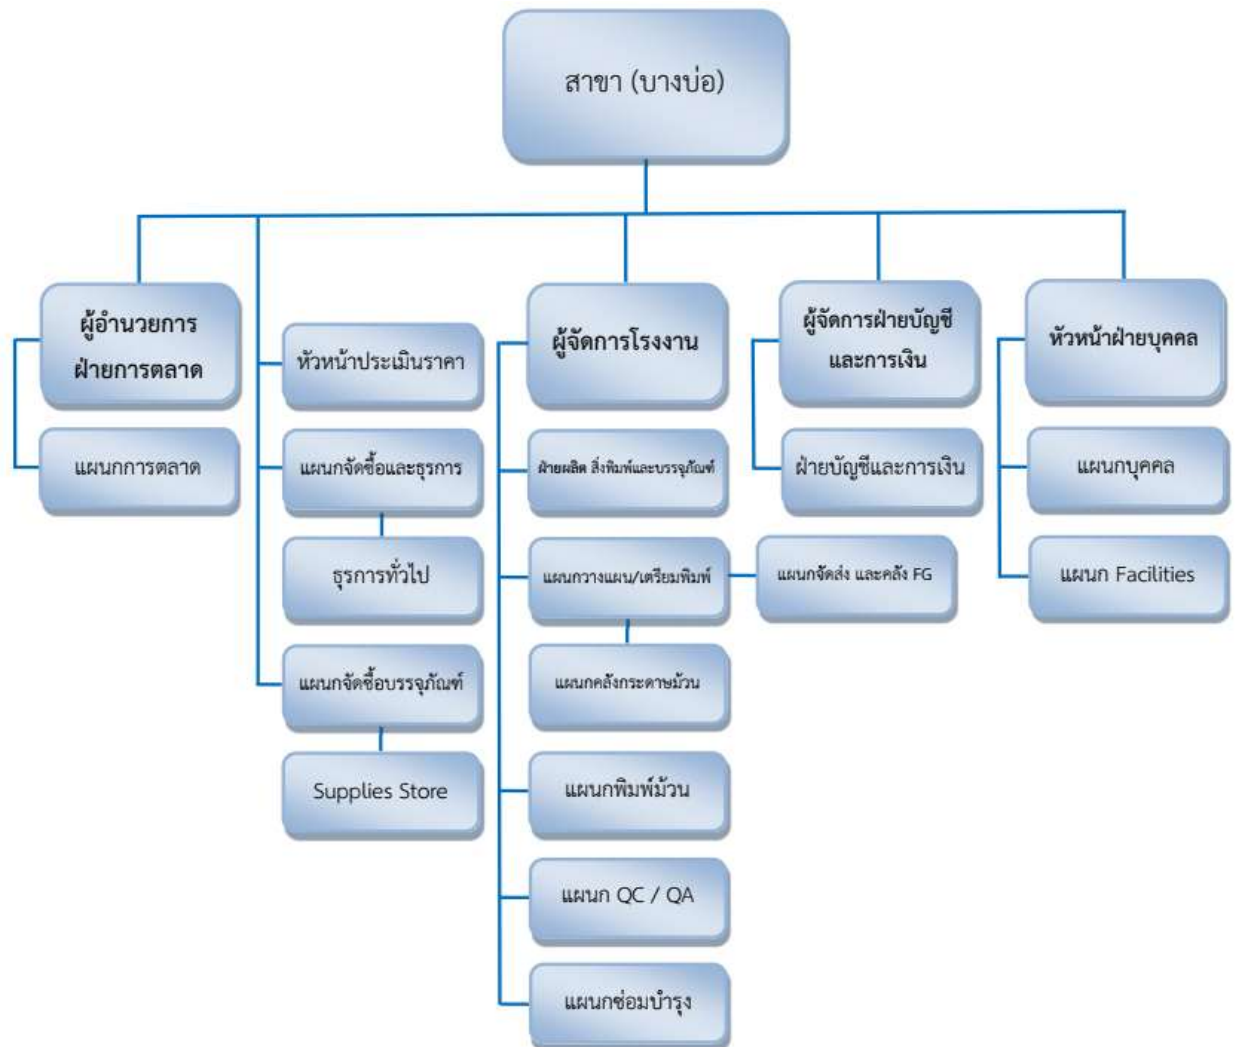 สาขา (บางบ่อ)
ผู้อำนวยการ
ฝ่ายการตลาด
แผนกการตลาด
หัวหน้าประเมินราคา
แผนกจัดซื้อและธุรการ
ธุรการทั่วไป
แผนกจัดซื้อบรรจุภัณฑ์
Supplies Store
ผู้จัดการโรงงาน
ฝ่ายผลิต สิ่งพิมพ์และบรรจุภัณฑ์
แผนกวางแผน/เตรียมพิมพ์
แผนกจัดส่ง และคลัง FG
แผนกคลังกระดาษม้วน
แผนกพิมพ์ม้วน
แผนก QC / QA
แผนกซ่อมบำรุง
ผู้จัดการฝ่ายบัญชี
และการเงิน
ฝ่ายบัญชีและการเงิน
หัวหน้าฝ่ายบุคคล
แผนกบุคคล
แผนก Facilities